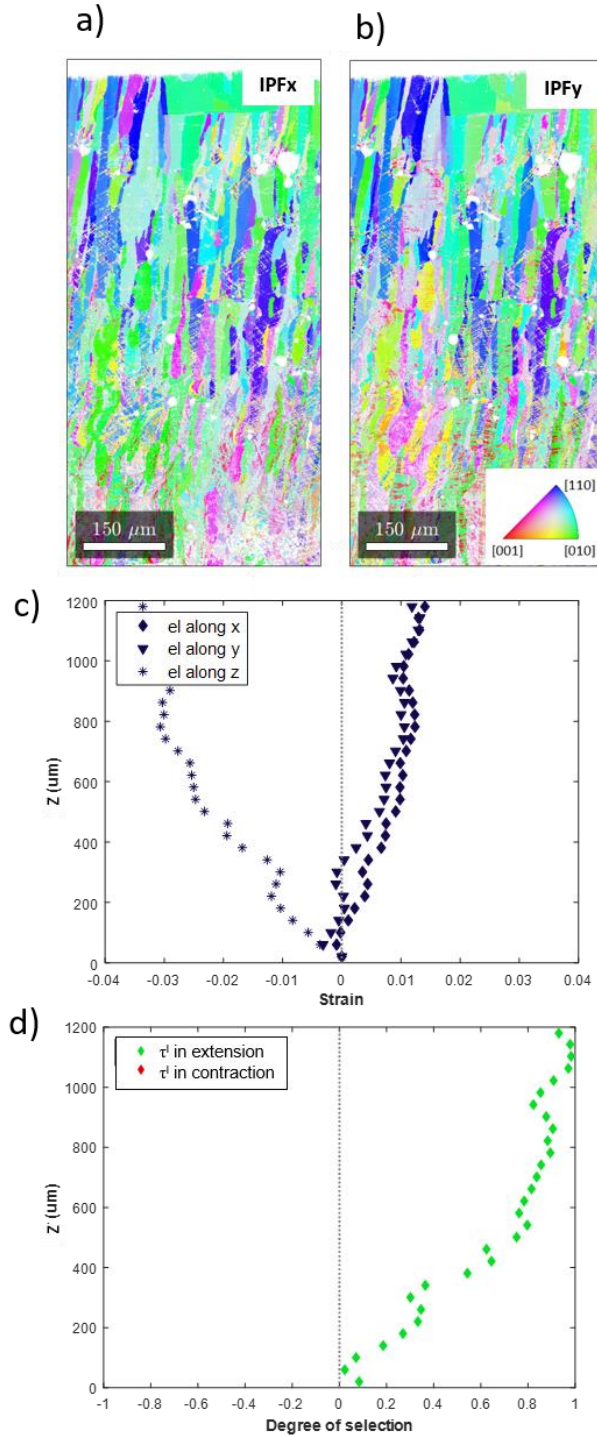 a)
b)
IPFx
IPFy
150 μm
150 μm
[110]
[001]
[010]
c)
1200
1000
800
600
400
200
0
Z (um)
el along x
el along y
el along z
-0.04
-0.03
-0.02
-0.01
0
0.01
0.02
0.03
0.04
Strain
d)
1200
1000
800
600
400
200
0
Z (um)
τᴵ in extension
τᴵ in contraction
-1
-0.8
-0.6
-0.4
-0.2
0
0.2
0.4
0.6
0.8
1
Degree of selection